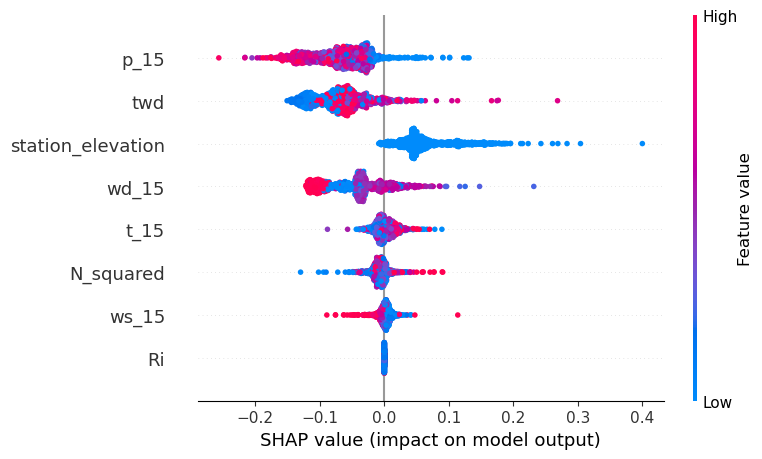 High
p_15
twd
station_elevation
wd_15
t_15
N_squared
ws_15
Ri
Feature value
Low
−0.2 −0.1 0.0 0.1 0.2 0.3 0.4
SHAP value (impact on model output)